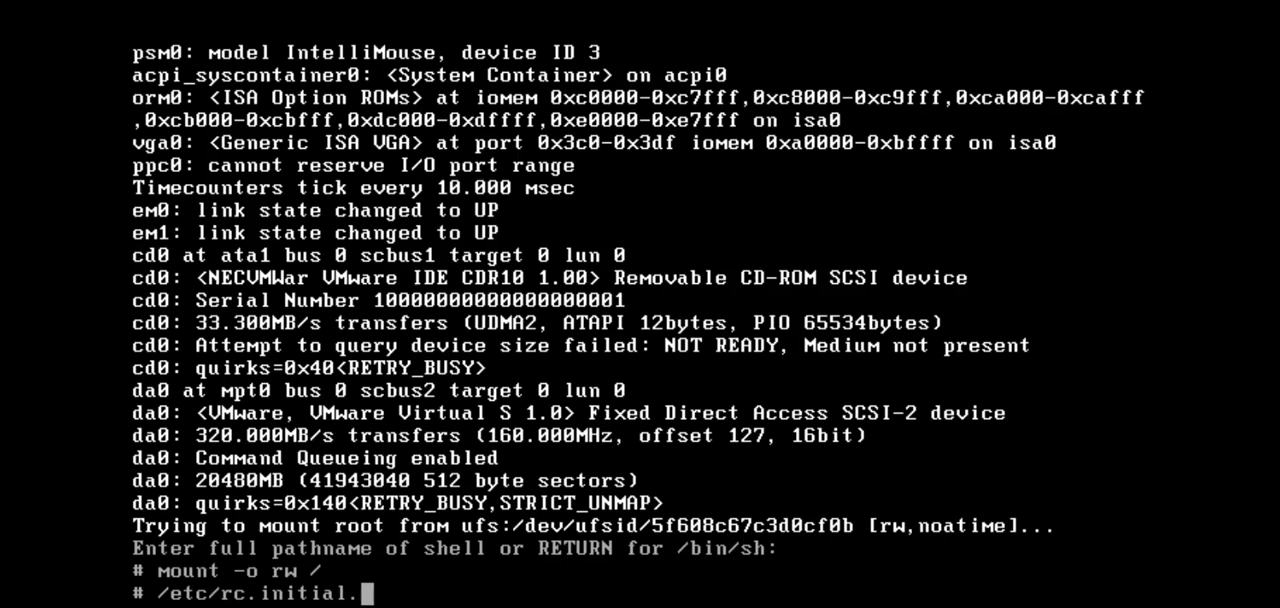 psm0: model IntelliMouse, device ID 3
acpi_syscontainer0: <System Container> on acpi0
orm0: <ISA Option ROMs> at iomem 0xc0000-0xc7fff,0xc8000-0xc9fff,0xca000-0xcafff
,0xcb000-0xcbfff,0xdc000-0xdffff,0xe0000-0xe7fff on isa0
vga0: <Generic ISA VGA> at port 0x3c0-0x3df iomem 0xa0000-0xbffff on isa0
ppc0: cannot reserve I/O port range
Timecounters tick every 10.000 msec
em0: link state changed to UP
em1: link state changed to UP
cd0 at ata1 bus 0 scbus1 target 0 lun 0
cd0: <NECVMWar VMware IDE CDR10 1.00> Removable CD-ROM SCSI device
cd0: Serial Number 10000000000000000001
cd0: 33.300MB/s transfers (UDMA2, ATAPI 12bytes, PIO 65534bytes)
cd0: Attempt to query device size failed: NOT READY, Medium not present
cd0: quirks=0x40<RETRY_BUSY>
da0 at mpt0 bus 0 scbus2 target 0 lun 0
da0: <VMware, VMware Virtual S 1.0> Fixed Direct Access SCSI-2 device
da0: 320.000MB/s transfers (160.000MHz, offset 127, 16bit)
da0: Command Queueing enabled
da0: 20480MB (41943040 512 byte sectors)
da0: quirks=0x140<RETRY_BUSY,STRICT_UNMAP>
Trying to mount root from ufs:/dev/ufsid/5f608c67c3d0cf0b [rw,noatime]...
Enter full pathname of shell or RETURN for /bin/sh:
# mount -o rw /
# /etc/rc.initial.